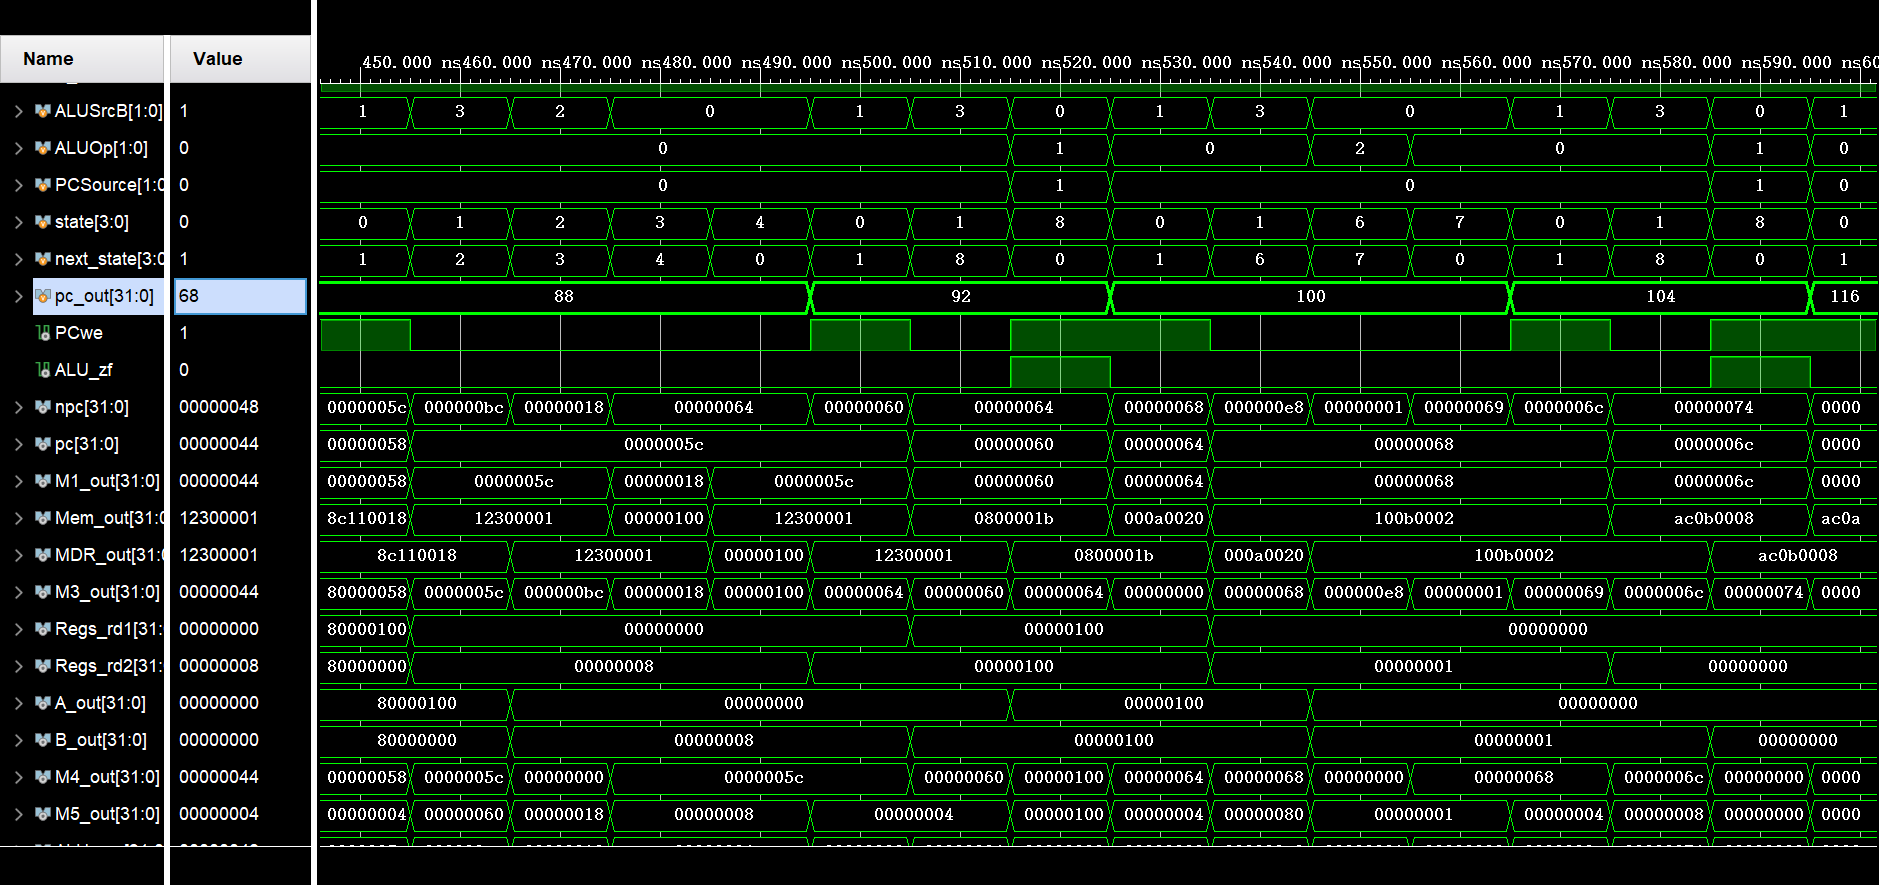 Name Value
450.000 ns 460.000 ns 470.000 ns 480.000 ns 490.000 ns 500.000 ns 510.000 ns 520.000 ns 530.000 ns 540.000 ns 550.000 ns 560.000 ns 570.000 ns 580.000 ns 590.000 ns 60
ALUSrcB[1:0] 1 1 3 2 0 1 3 0 1 3 0 1 3 0 1
ALUOp[1:0] 0 0 1 0 2 0 1 0
PCSource[1:0 0 0 1 0 1 0
state[3:0] 0 0 1 2 3 4 0 1 8 0 1 6 7 0 1 8 0
next_state[3:0 1 1 2 3 4 0 1 8 0 1 6 7 0 1 8 0 1
pc_out[31:0] 68 88 92 100 104 116
PCwe 1
ALU_zf 0
npc[31:0] 00000048 0000005c 000000bc 00000018 00000064 00000060 00000064 00000068 000000e8 00000001 00000069 0000006c 00000074 0000
pc[31:0] 00000044 00000058 0000005c 00000060 00000064 00000068 0000006c 0000
M1_out[31:0] 00000044 00000058 0000005c 00000018 0000005c 00000060 00000064 00000068 0000006c 0000
Mem_out[31:0 12300001 8c110018 12300001 00000100 12300001 0800001b 000a0020 100b0002 ac0b0008 ac0a
MDR_out[31:0 12300001 8c110018 12300001 00000100 12300001 0800001b 000a0020 100b0002 ac0b0008
M3_out[31:0] 00000044 80000058 0000005c 000000bc 00000018 00000100 00000064 00000060 00000064 00000000 00000068 000000e8 00000001 00000069 0000006c 00000074 0000
Regs_rd1[31: 00000000 80000100 00000000 00000100 00000000
Regs_rd2[31: 00000008 80000000 00000008 00000100 00000001 00000000
A_out[31:0] 00000000 80000100 00000000 00000100 00000000
B_out[31:0] 00000000 80000000 00000008 00000100 00000001 00000000
M4_out[31:0] 00000044 00000058 0000005c 00000000 0000005c 00000060 00000100 00000064 00000068 00000000 00000068 0000006c 00000000 0000
M5_out[31:0] 00000004 00000004 00000060 00000018 00000008 00000004 00000100 00000004 00000080 00000001 00000004 00000008 00000000 0000